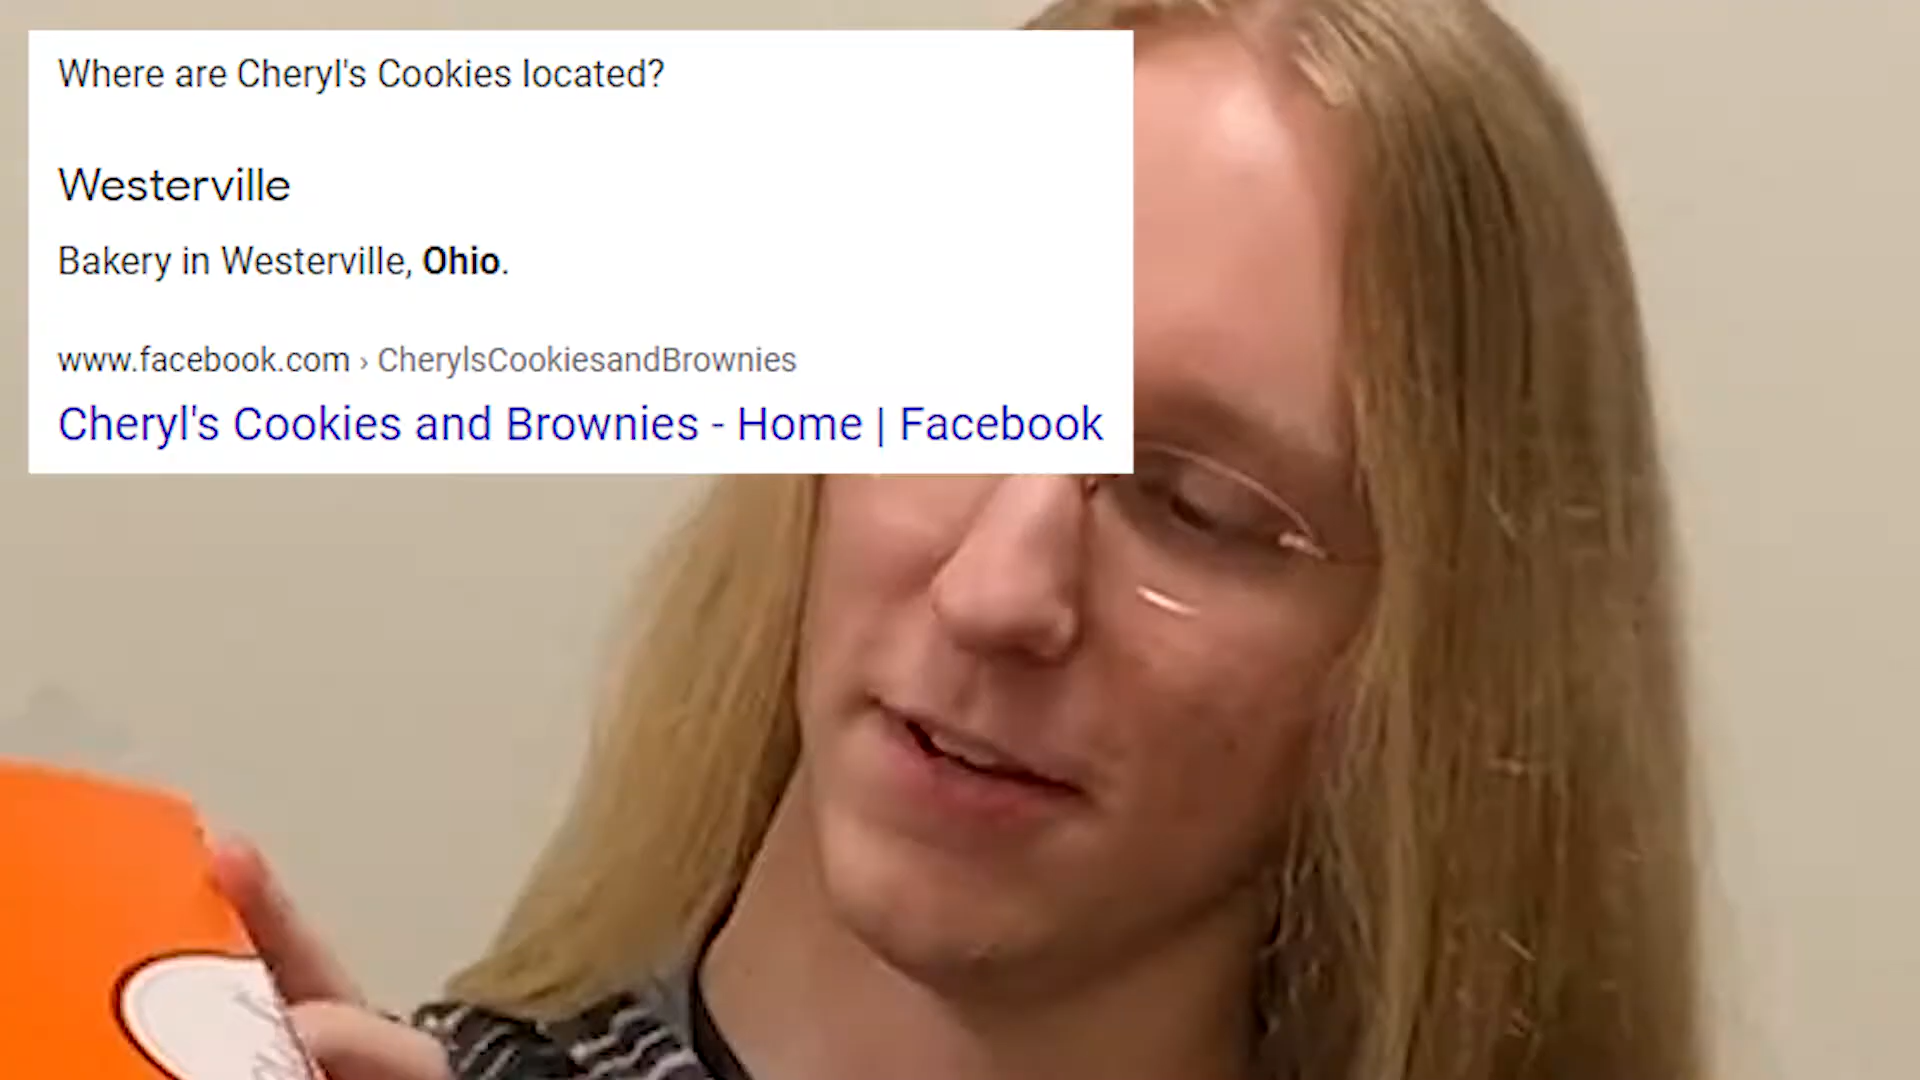 Where are Cheryl's Cookies located?
Westerville
Bakery in Westerville, Ohio.
www.facebook.com › CherylsCookiesandBrownies
Cheryl's Cookies and Brownies - Home | Facebook